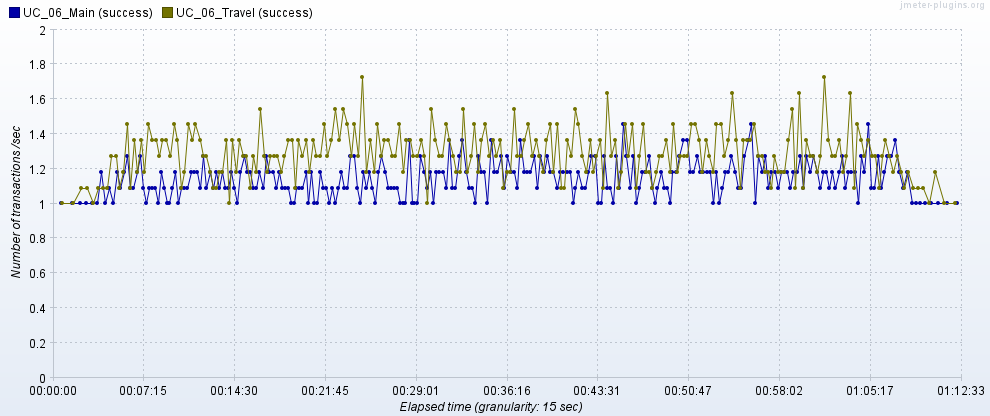 jmeter-plugins.org
UC_06_Main (success) UC_06_Travel (success)
2
1.8
1.6
1.4
1.2
1
0.8
0.6
0.4
0.2
0
Number of transactions/sec
00:00:00 00:07:15 00:14:30 00:21:45 00:29:01 00:36:16 00:43:31 00:50:47 00:58:02 01:05:17 01:12:33
Elapsed time (granularity: 15 sec)